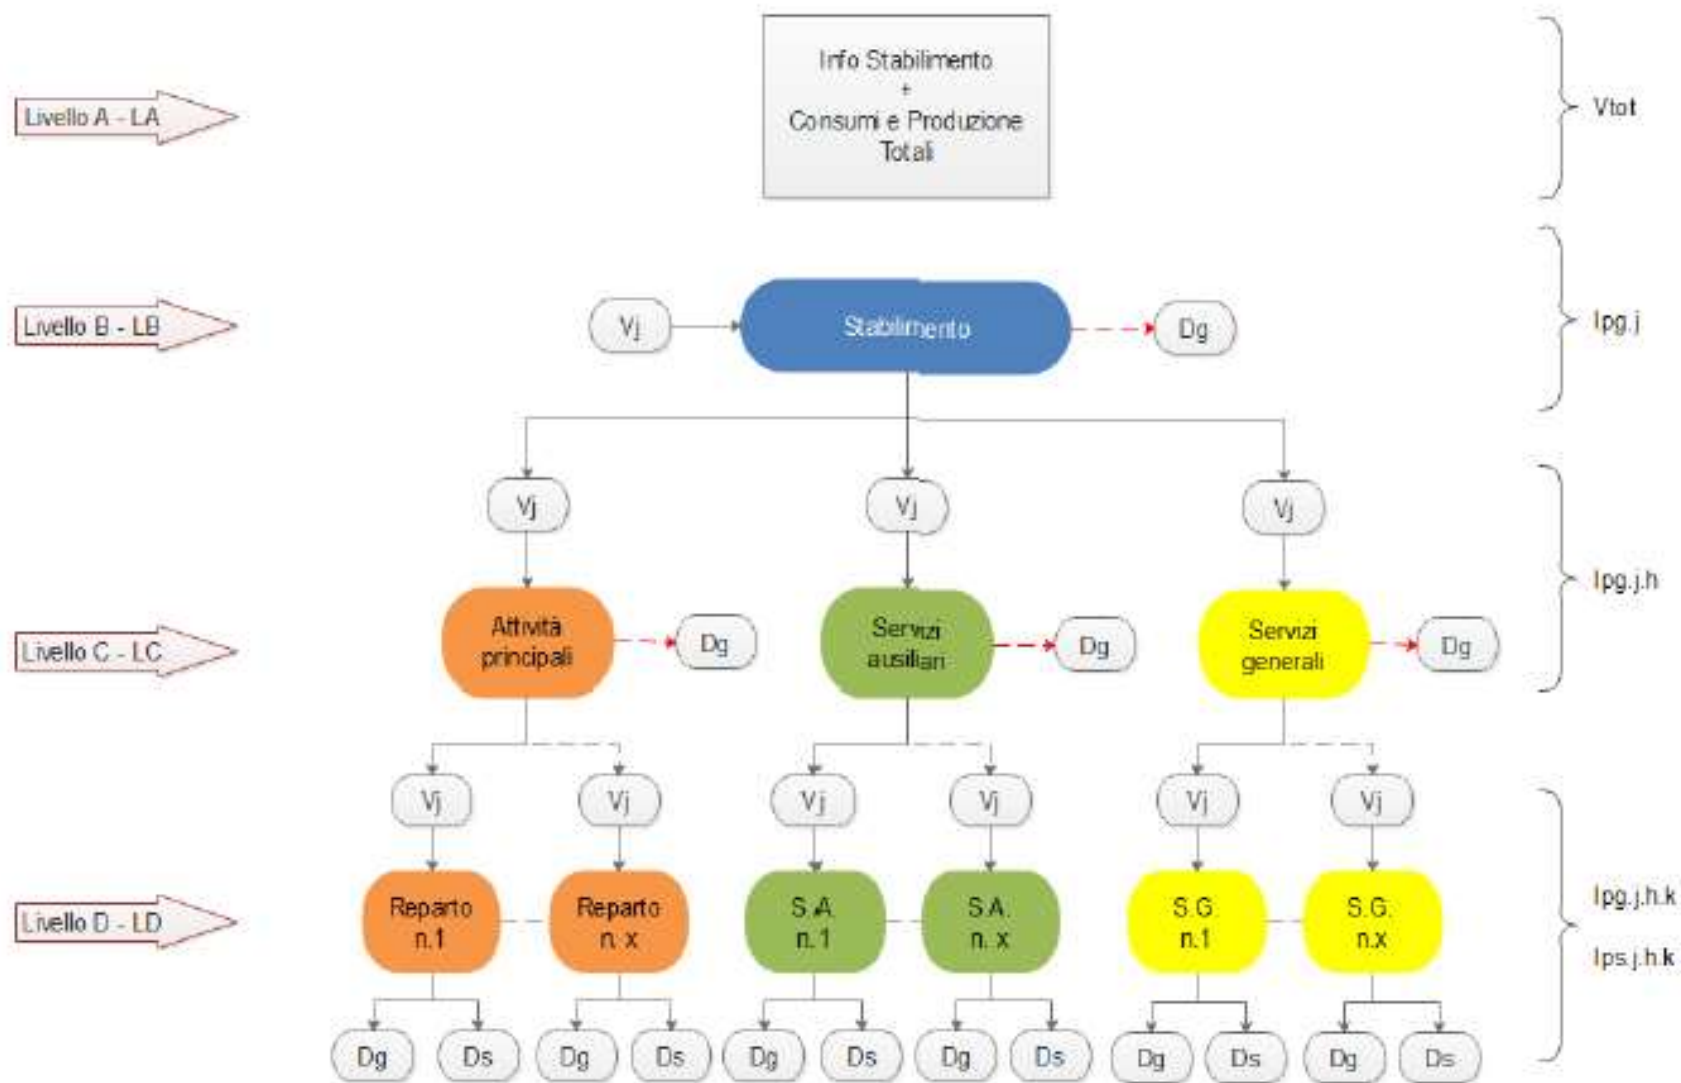 Info Stabilimento
+
Consumi e Produzione
Totali
Livello A - LA
Vtot
Livello B - LB
Vj
Stabilimento
Dg
Ipg.j
Vj
Vj
Vj
Ipg.j.h
Livello C - LC
Attività
principali
Dg
Servizi
ausiliari
Dg
Servizi
generali
Dg
Vj
Vj
Vj
Vj
Vj
Vj
Livello D - LD
Reparto
n.1
Reparto
n. x
S.A
n. 1
S.A.
n. x
S.G.
n.1
S.G.
n.x
Ipg.j.h.k
Ips.j.h.k
Dg
Ds
Dg
Ds
Dg
Ds
Dg
Ds
Dg
Ds
Dg
Ds